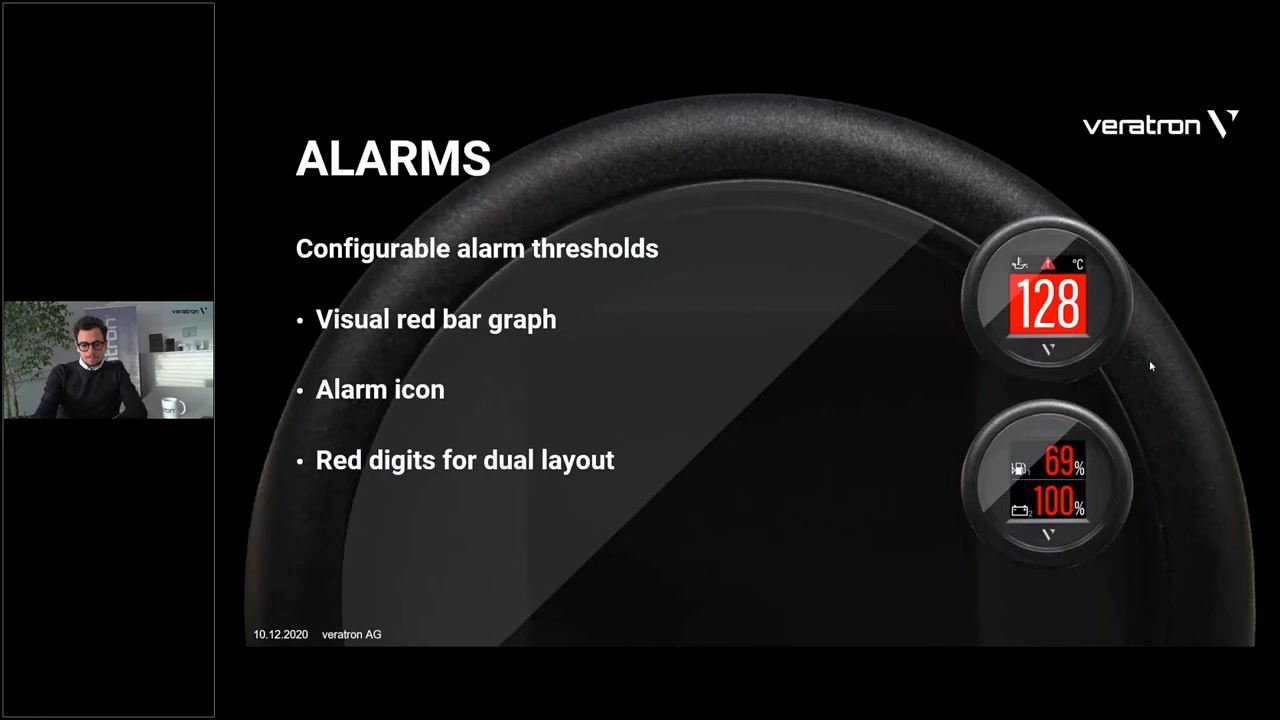 veratron
ALARMS
Configurable alarm thresholds
• Visual red bar graph
• Alarm icon
• Red digits for dual layout
°C
128
69%
100%
10.12.2020 veratron AG
veratron